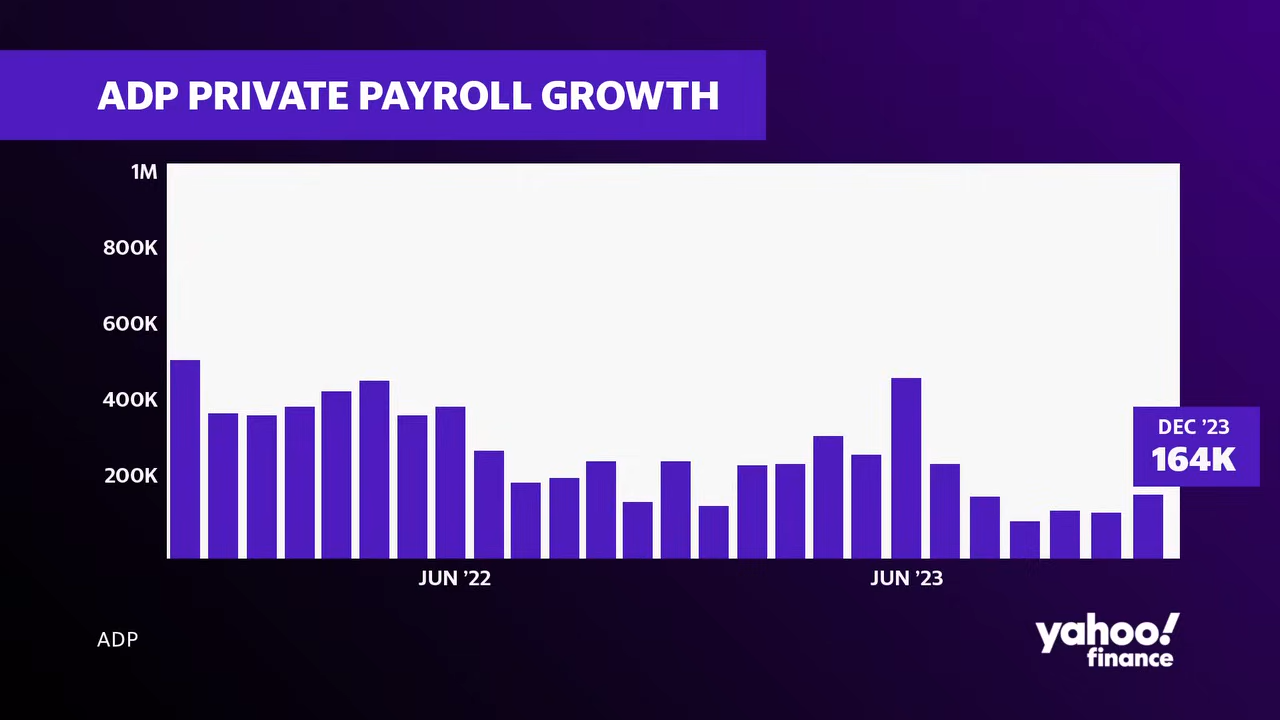 ADP PRIVATE PAYROLL GROWTH
1M
800K
600K
400K
200K
DEC ’23
164K
JUN ’22
JUN ’23
ADP
yahoo!
finance